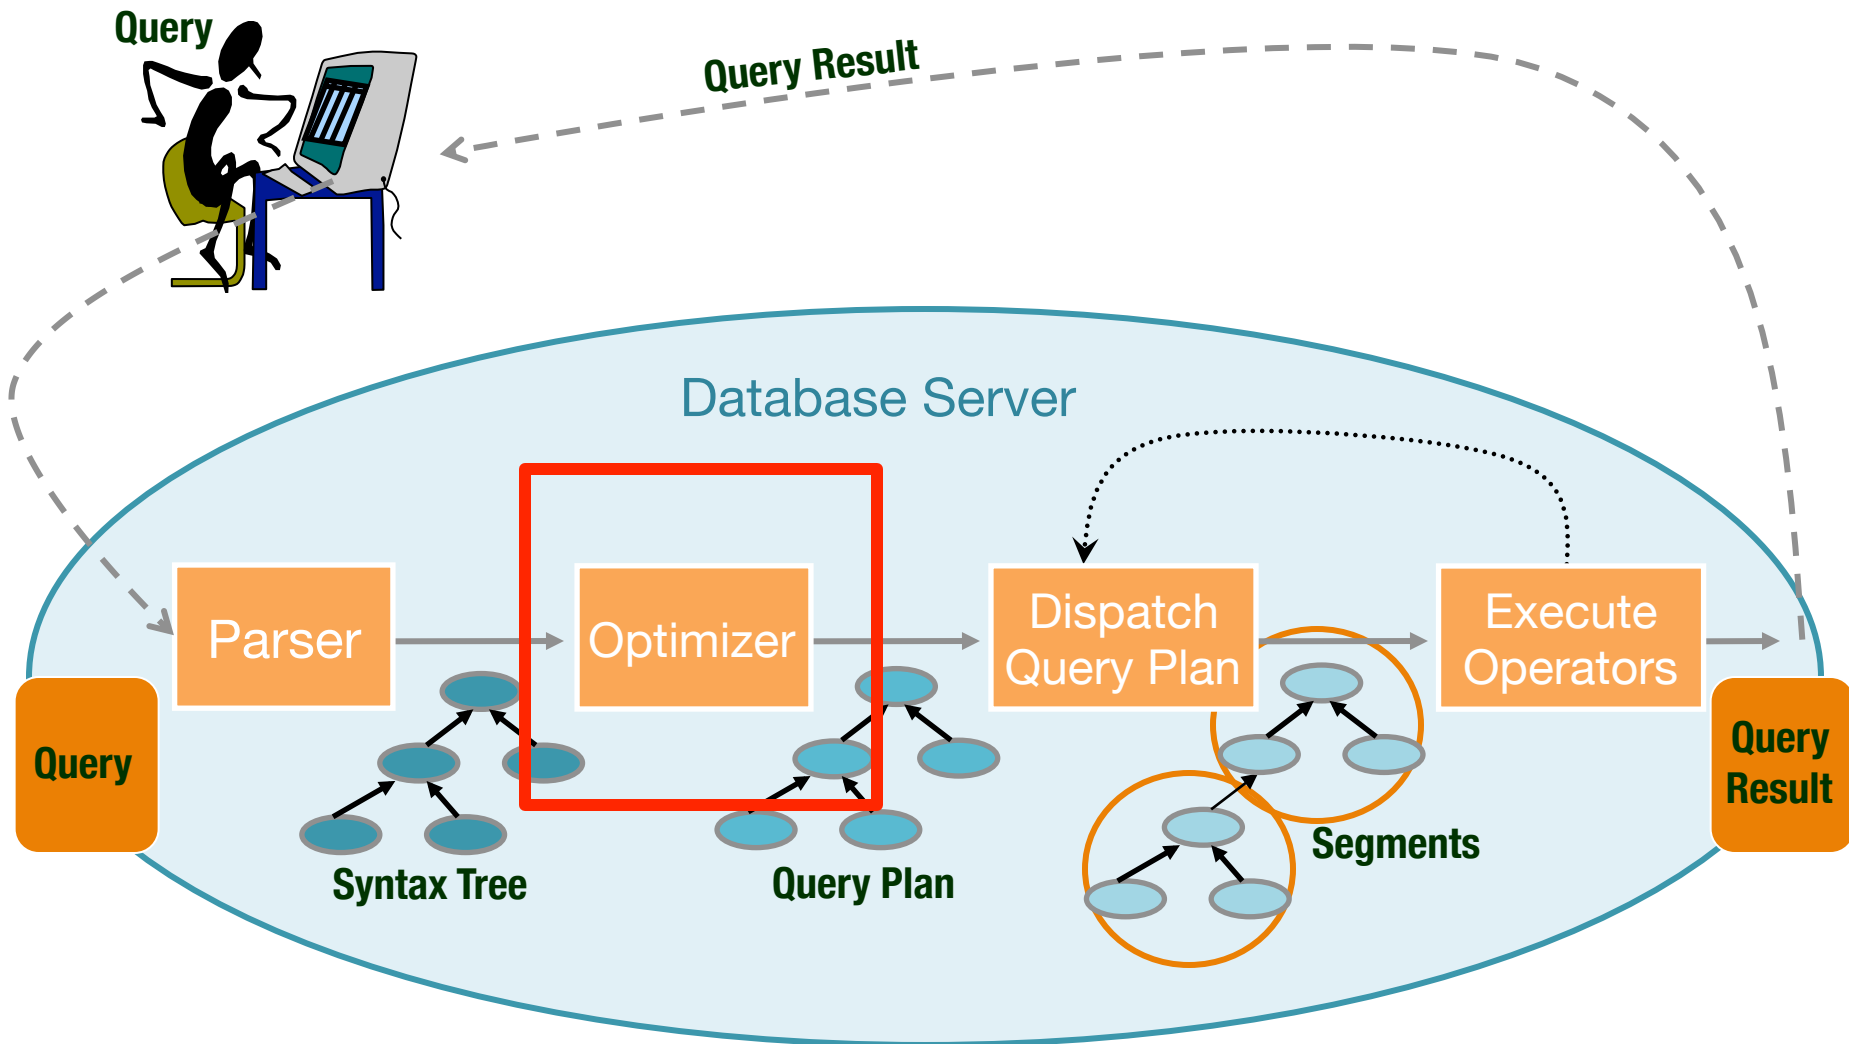 Query
Query Result
Database Server
Parser
Optimizer
Dispatch
Query Plan
Execute
Operators
Query
Query
Result
Syntax Tree
Query Plan
Segments